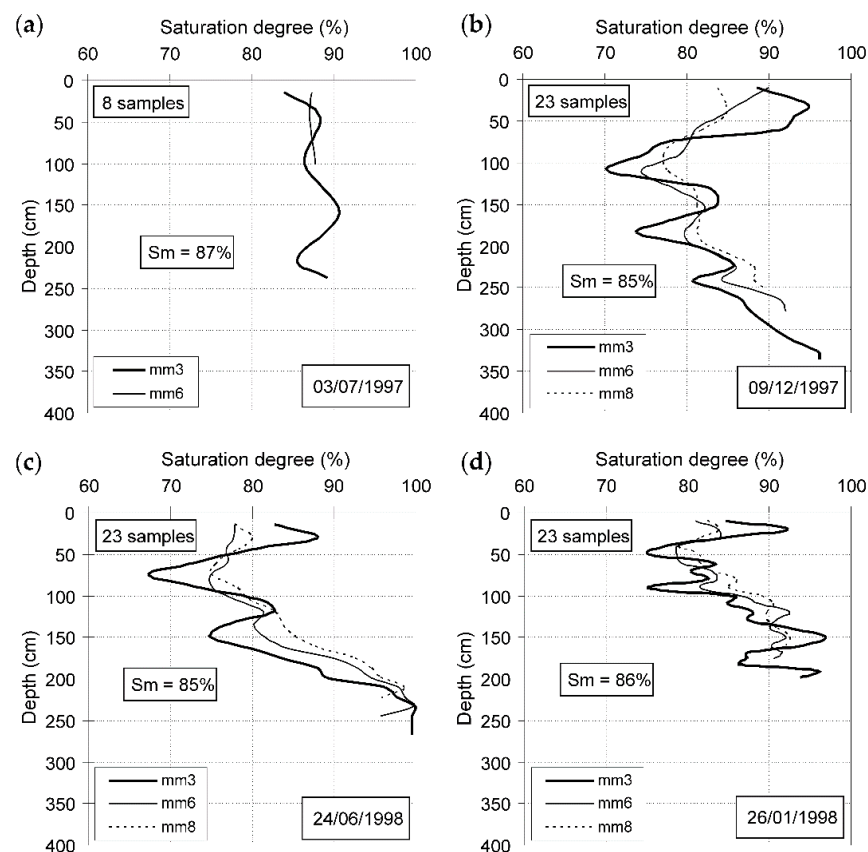 (a)
Saturation degree (%)
60 70 80 90 100
0
50
100
150
200
250
300
350
400
Depth (cm)
8 samples
Sm = 87%
mm3
mm6
03/07/1997
(b)
Saturation degree (%)
60 70 80 90 100
0
50
100
150
200
250
300
350
400
Depth (cm)
23 samples
Sm = 85%
mm3
mm6
mm8
09/12/1997
(c)
Saturation degree (%)
60 70 80 90 100
0
50
100
150
200
250
300
350
400
Depth (cm)
23 samples
Sm = 85%
mm3
mm6
mm8
24/06/1998
(d)
Saturation degree (%)
60 70 80 90 100
0
50
100
150
200
250
300
350
400
Depth (cm)
23 samples
Sm = 86%
mm3
mm6
mm8
26/01/1998